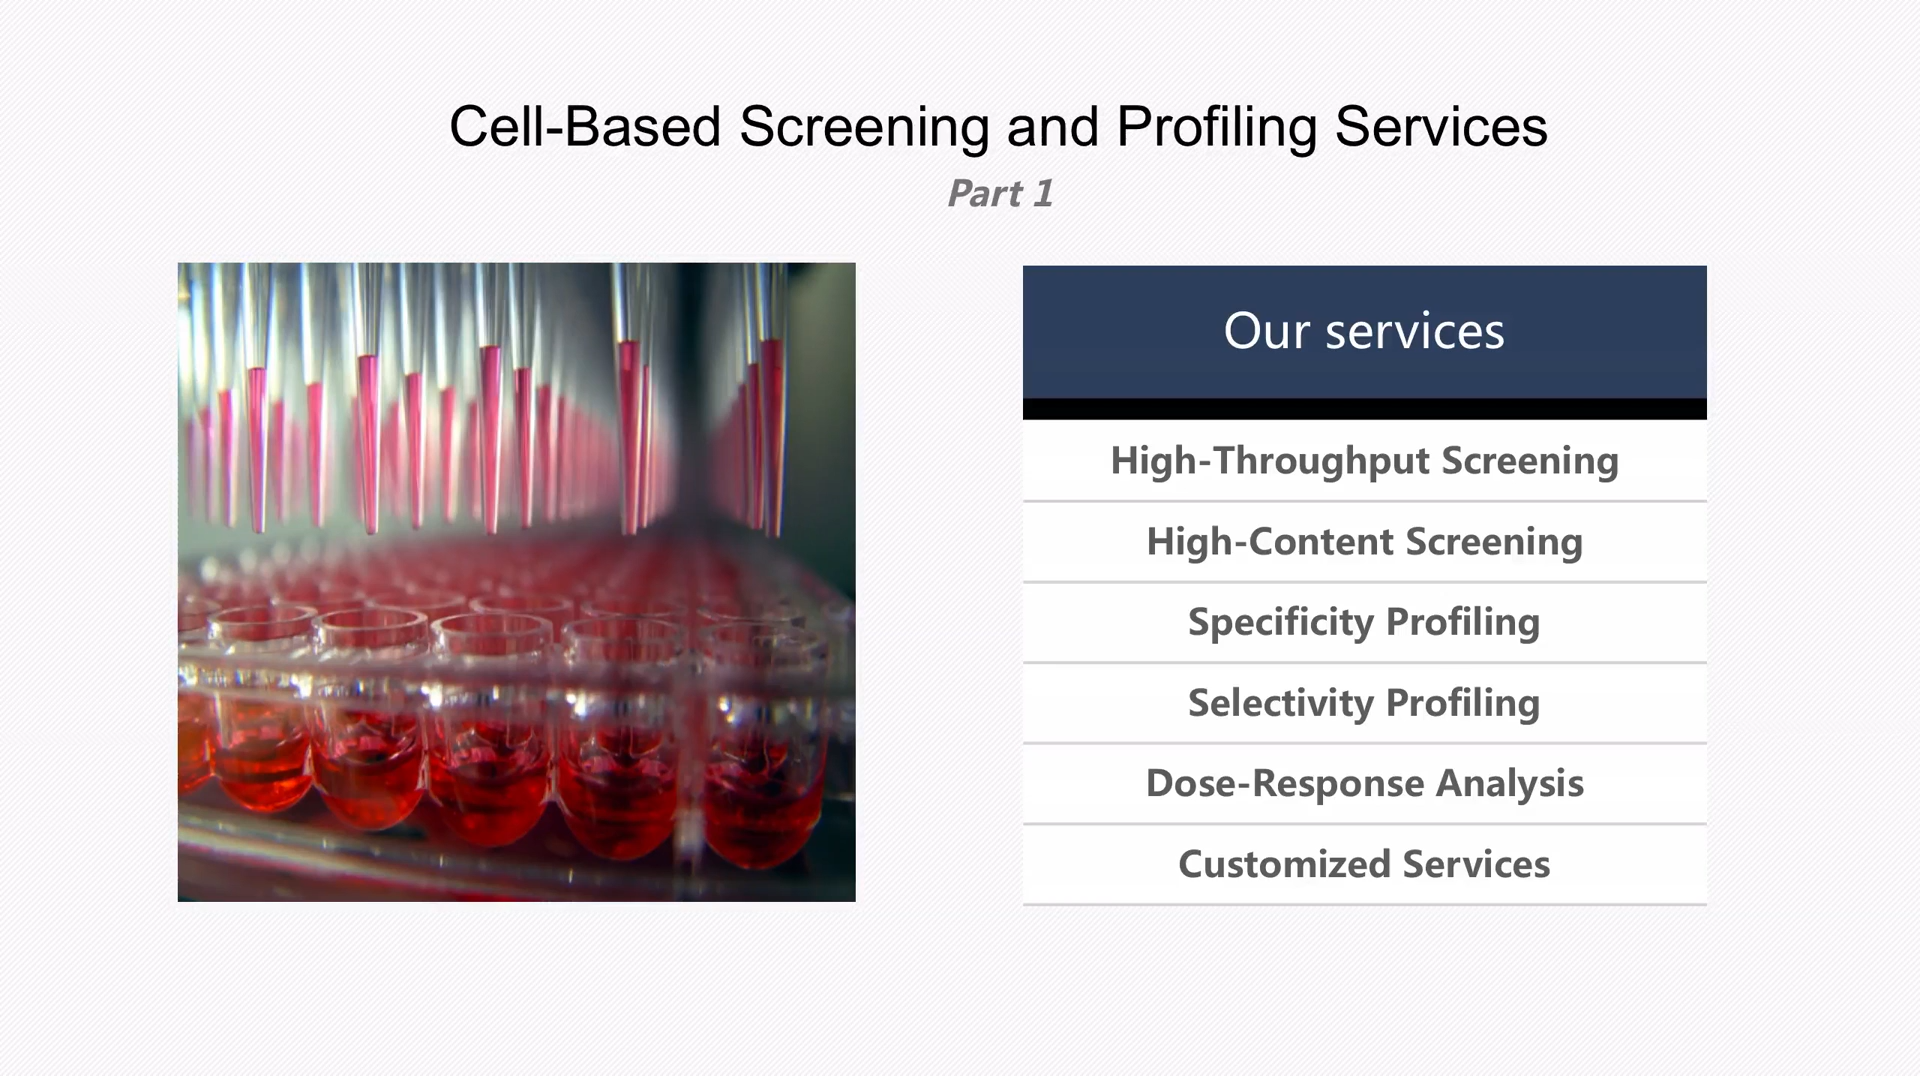 Cell-Based Screening and Profiling Services
Part 1
Our services
High-Throughput Screening
High-Content Screening
Specificity Profiling
Selectivity Profiling
Dose-Response Analysis
Customized Services